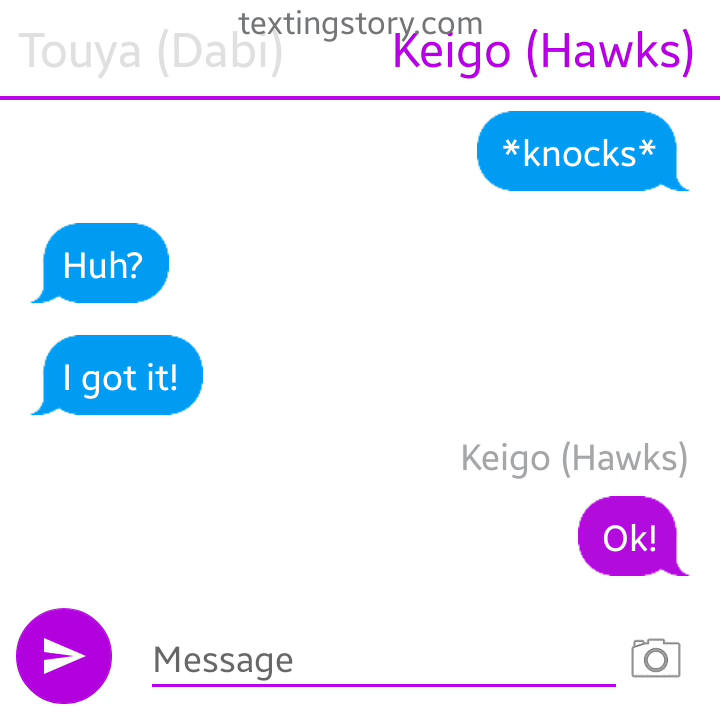 textingstory.com
Touya (Dabi) Keigo (Hawks)
*knocks*
Huh?
I got it!
Keigo (Hawks)
Ok!
Message